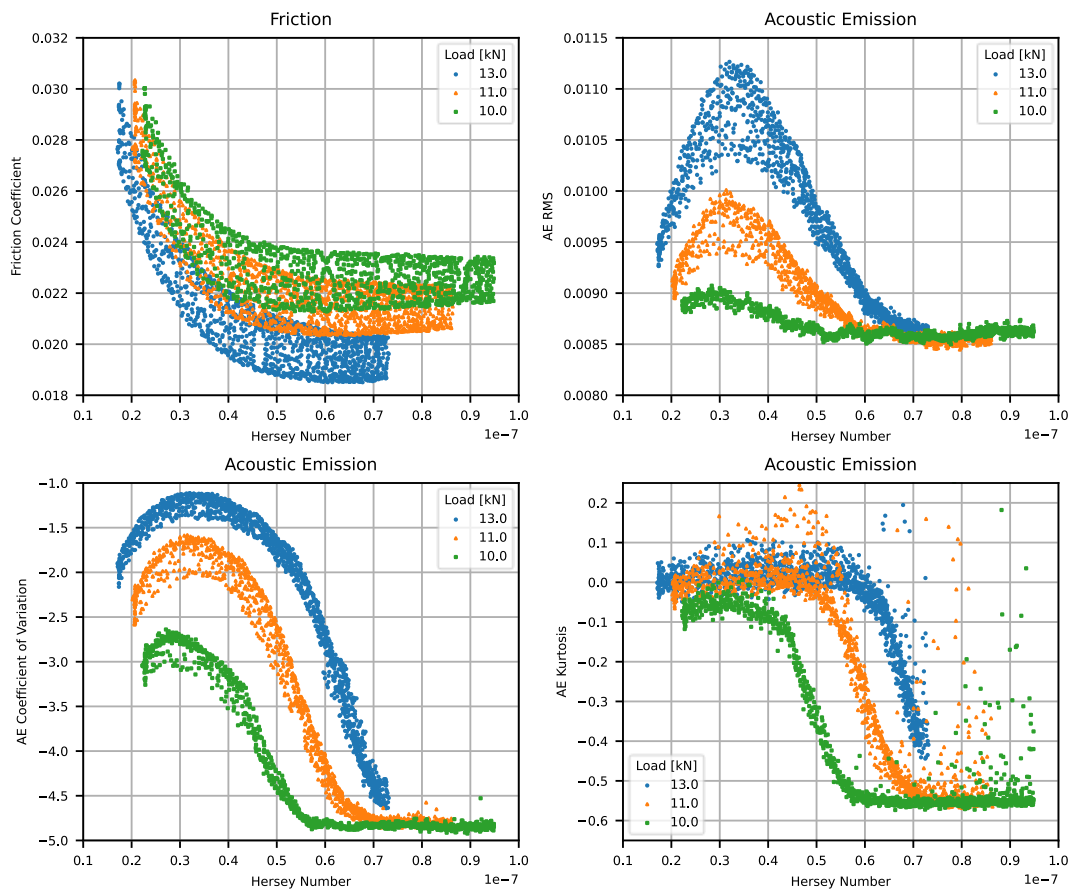 Friction
Friction Coefficient
0.032
0.030
0.028
0.026
0.024
0.022
0.020
0.018
Load [kN]
13.0
11.0
10.0
0.1 0.2 0.3 0.4 0.5 0.6 0.7 0.8 0.9 1.0
Hersey Number
1e-7
Acoustic Emission
AE RMS
0.0115
0.0110
0.0105
0.0100
0.0095
0.0090
0.0085
0.0080
Load [kN]
13.0
11.0
10.0
0.1 0.2 0.3 0.4 0.5 0.6 0.7 0.8 0.9 1.0
Hersey Number
1e-7
Acoustic Emission
AE Coefficient of Variation
−1.0
−1.5
−2.0
−2.5
−3.0
−3.5
−4.0
−4.5
−5.0
Load [kN]
13.0
11.0
10.0
0.1 0.2 0.3 0.4 0.5 0.6 0.7 0.8 0.9 1.0
Hersey Number
1e-7
Acoustic Emission
AE Kurtosis
0.2
0.1
0.0
−0.1
−0.2
−0.3
−0.4
−0.5
−0.6
Load [kN]
13.0
11.0
10.0
0.1 0.2 0.3 0.4 0.5 0.6 0.7 0.8 0.9 1.0
Hersey Number
1e-7